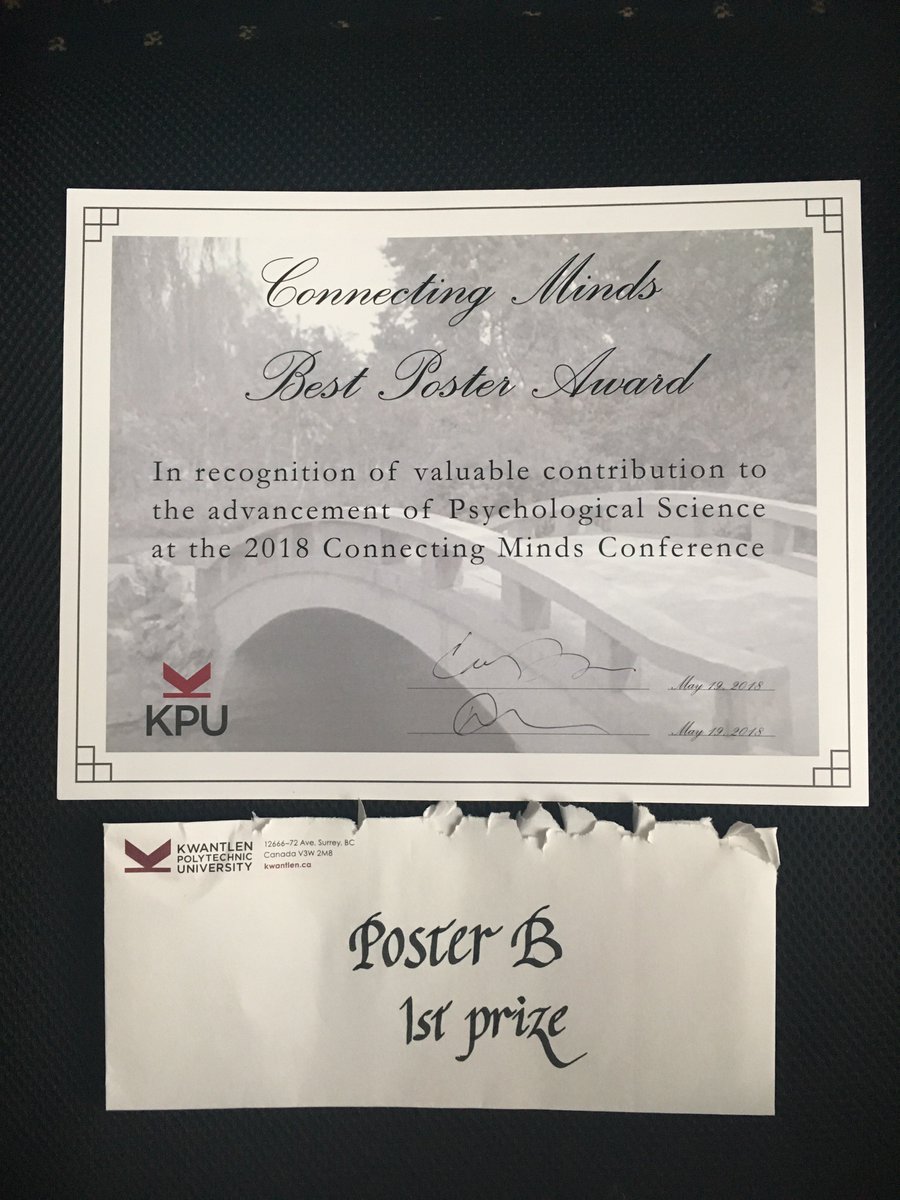 Connecting Minds
Best Poster Award
In recognition of valuable contribution to
the advancement of Psychological Science
at the 2018 Connecting Minds Conference
May 19, 2018
KPU
May 19, 2018
KWANTLEN
POLYTECHNIC
UNIVERSITY
12666–72 Ave. Surrey, BC
Canada V3W 2M8
kwantlen.ca
Poster B
1st prize